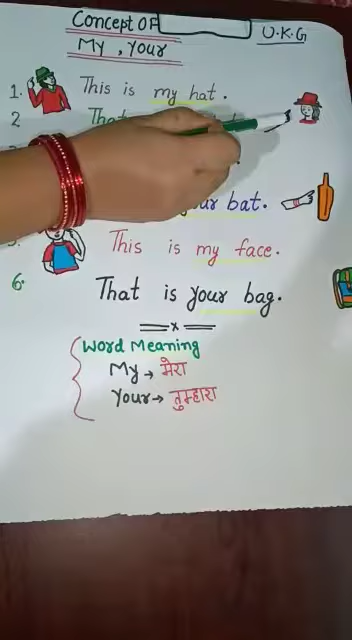 Concept OF
U.K.G
My, Your
1. This is my hat.
2 That
ur bat.
This is my face.
6. That is your bag.
x
Word Meaning
My → मेरा
Your → तुम्हारा